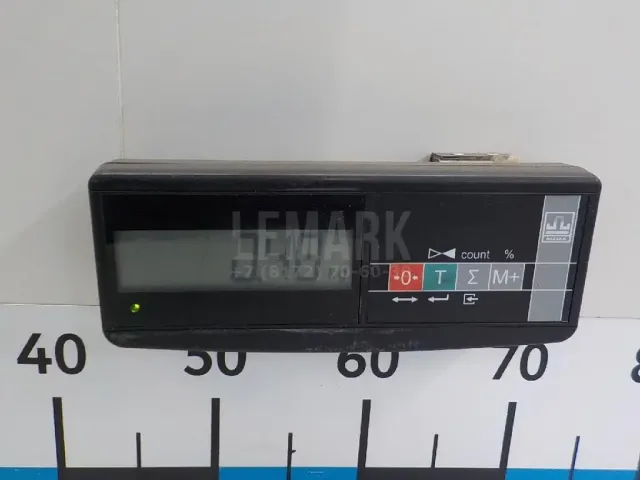 LEMARK
count %
→0← T Σ M+
40 50 60 70